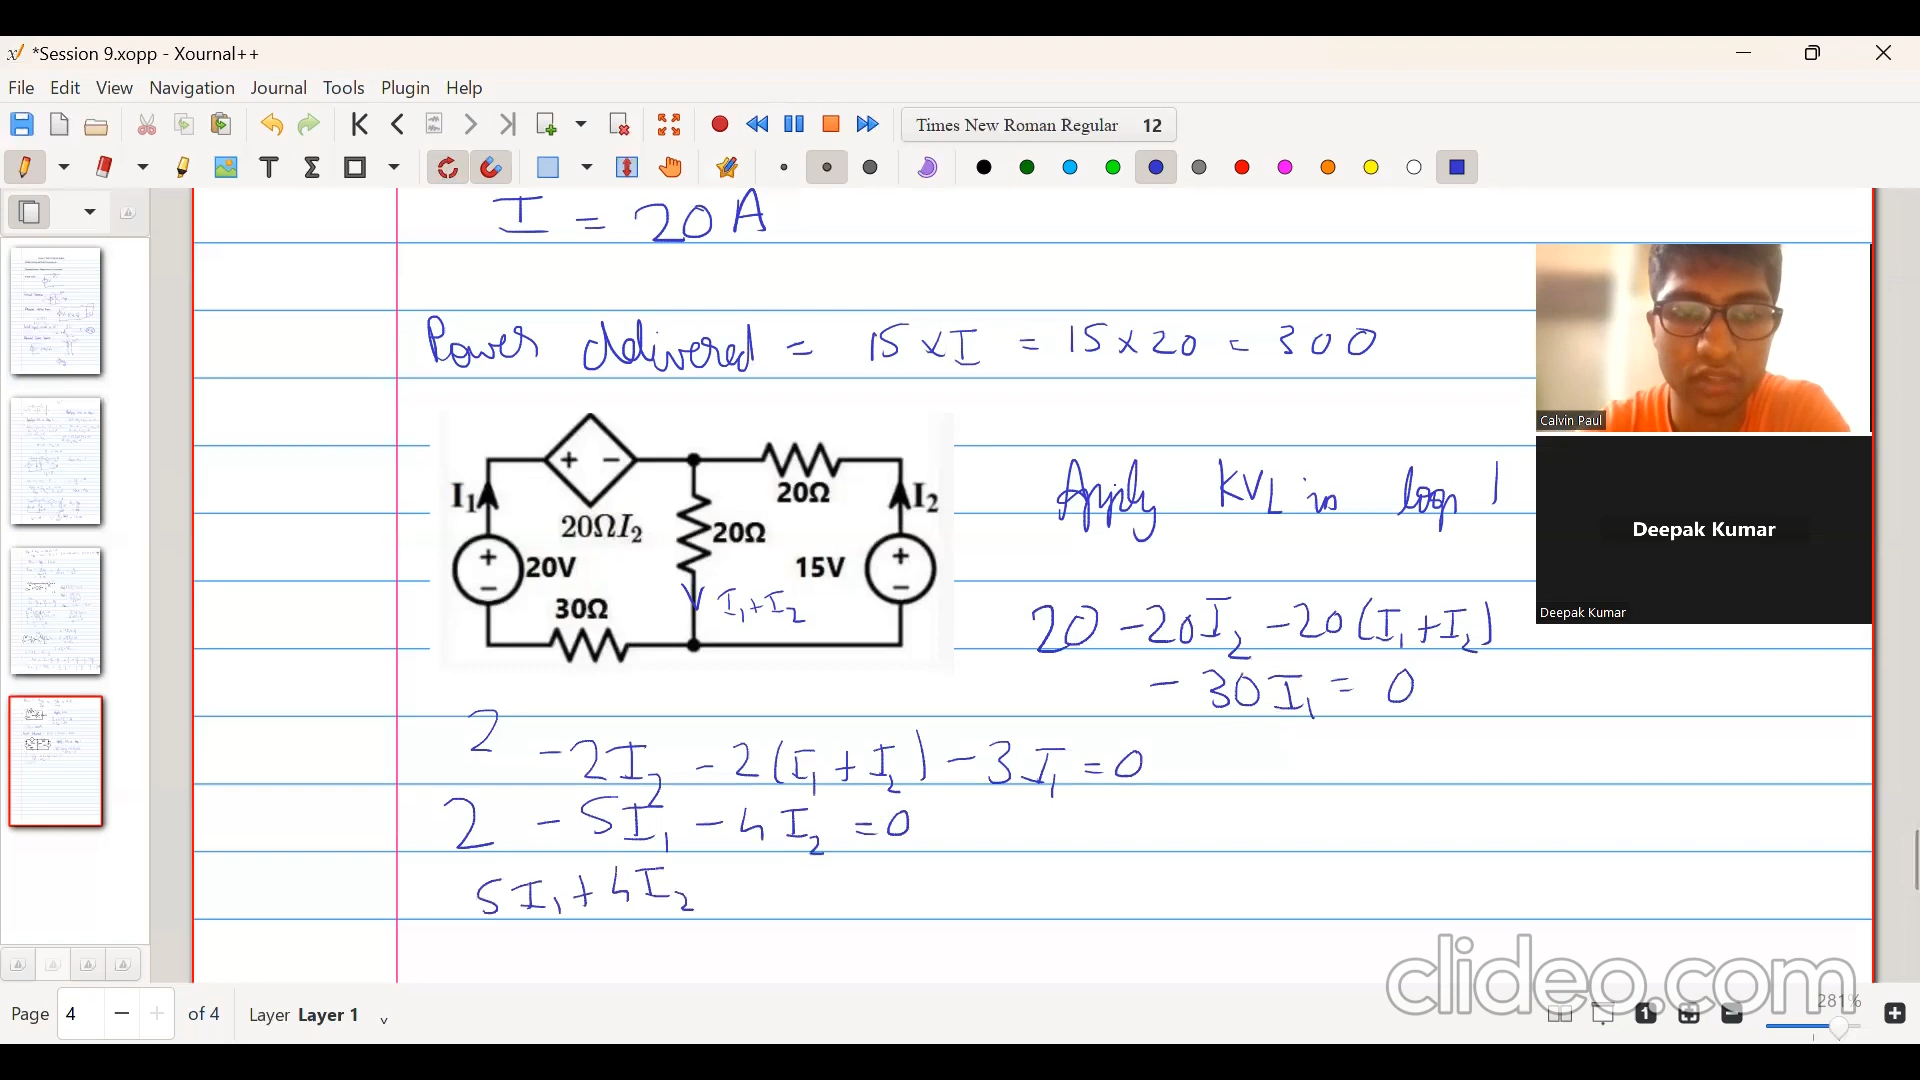 *Session 9.xopp - Xournal++
File Edit View Navigation Journal Tools Plugin Help
Times New Roman Regular 12
I = 20 A
Power delivered = 15 × I = 15 × 20 = 300
Calvin Paul
Apply KVL in loop 1
I₁ 20ΩI₂ 20Ω I₂
20Ω
20V 15V
30Ω I₁+I₂
Deepak Kumar
Deepak Kumar
20 - 20I₂ - 20(I₁+I₂)
- 30I₁ = 0
2 - 2I₂ - 2(I₁+I₂) - 3I₁ = 0
2 - 5I₁ - 4I₂ = 0
5I₁ + 4I₂
clideo.com
281%
Page 4 of 4 Layer Layer 1